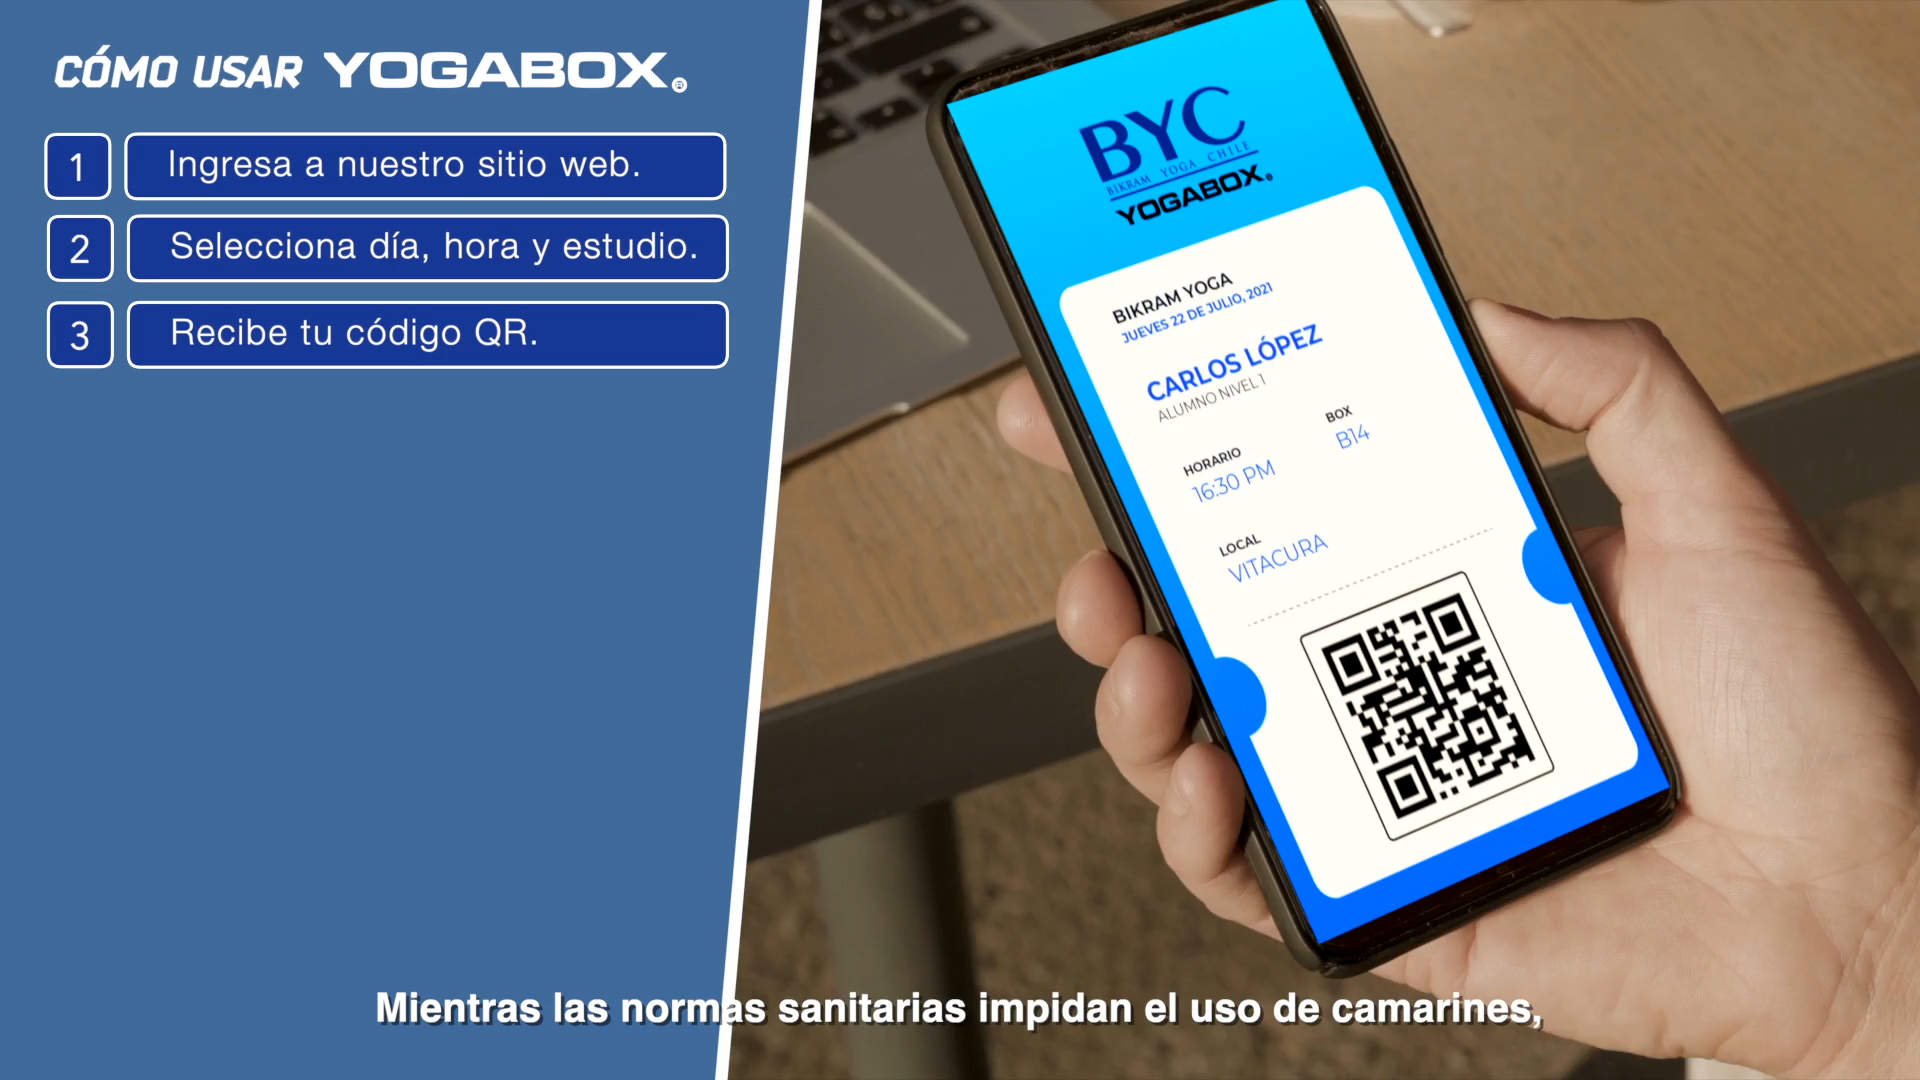 CÓMO USAR YOGABOX®
1 Ingresa a nuestro sitio web.
2 Selecciona día, hora y estudio.
3 Recibe tu código QR.
BYC
BIKRAM YOGA CHILE
YOGABOX®
BIKRAM YOGA
JUEVES 22 DE JULIO, 2021
CARLOS LÓPEZ
ALUMNO NIVEL 1
HORARIO
16:30 PM
BOX
B14
LOCAL
VITACURA
Mientras las normas sanitarias impidan el uso de camarines,